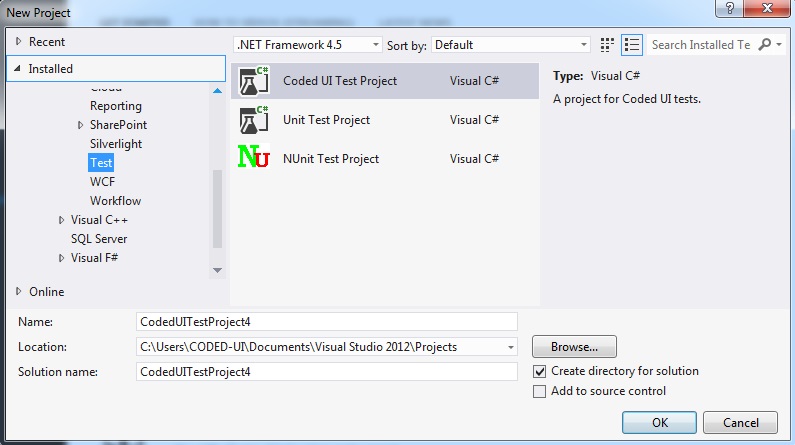 New Project
Recent
Installed
Cloud
Reporting
SharePoint
Silverlight
Test
WCF
Workflow
Visual C++
SQL Server
Visual F#
Online
.NET Framework 4.5
Sort by: Default
Search Installed Te
C# Coded UI Test Project Visual C#
C# Unit Test Project Visual C#
NU NUnit Test Project Visual C#
Type: Visual C#
A project for Coded UI tests.
Name: CodedUITestProject4
Location: C:\Users\CODED-UI\Documents\Visual Studio 2012\Projects
Browse...
Solution name: CodedUITestProject4
Create directory for solution
Add to source control
OK
Cancel